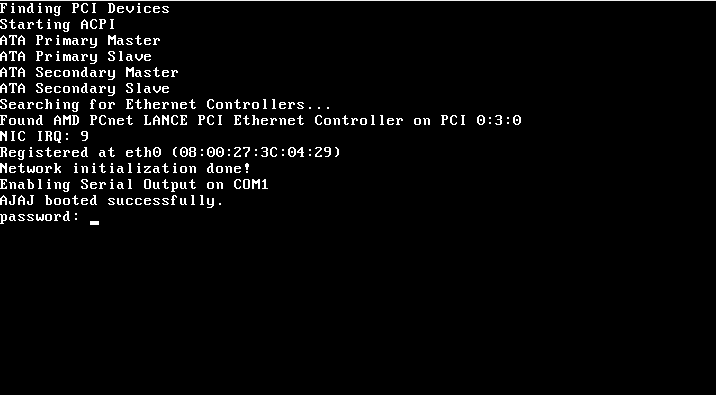 Finding PCI Devices
Starting ACPI
ATA Primary Master
ATA Primary Slave
ATA Secondary Master
ATA Secondary Slave
Searching for Ethernet Controllers...
Found AMD PCnet LANCE PCI Ethernet Controller on PCI 0:3:0
NIC IRQ: 9
Registered at eth0 (08:00:27:3C:04:29)
Network initialization done!
Enabling Serial Output on COM1
AJAJ booted successfully.
password: _